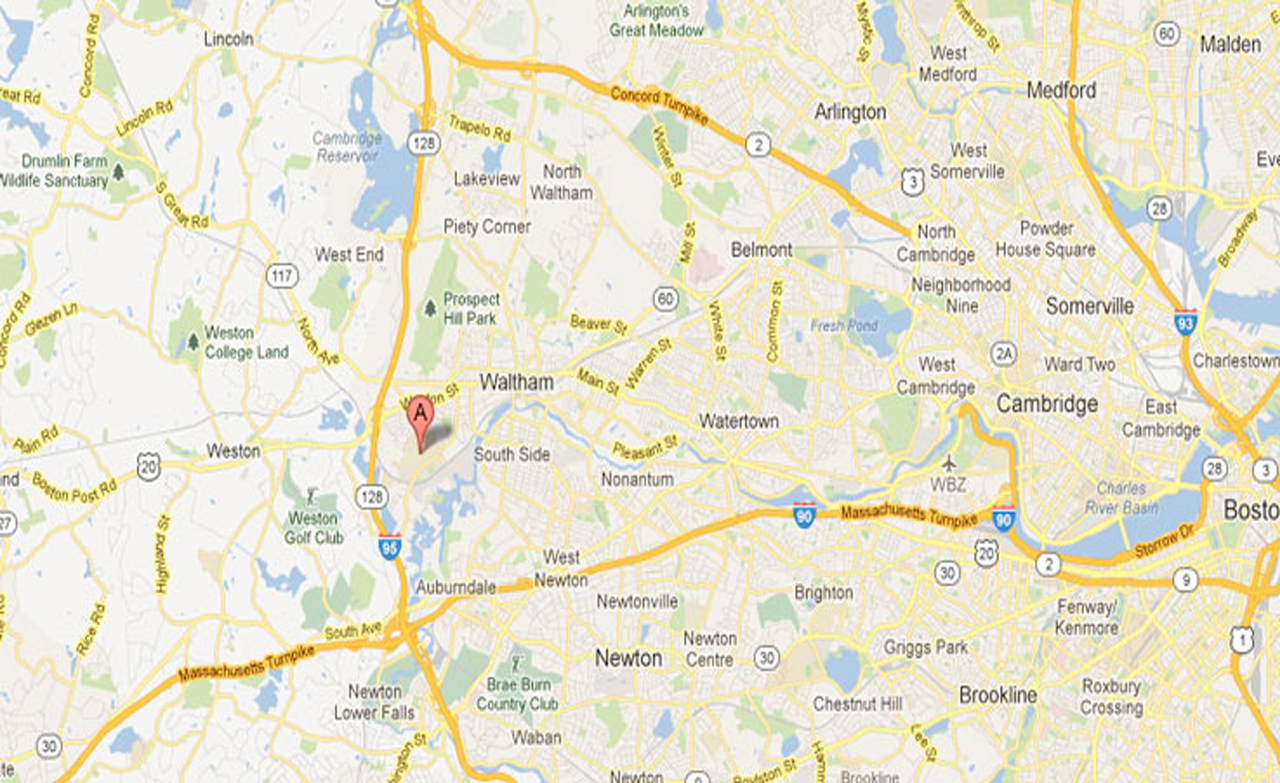 Lincoln
Concord Rd
Arlington's
Great Meadow
Mystic St
Winthrop St
West
Medford
60
Malden
Medford
Concord Turnpike
Arlington
Lincoln Rd
Trapelo Rd
128
Cambridge
Reservoir
2
Winter St
West
Somerville
3
Drumlin Farm
Wildlife Sanctuary
Lakeview
North
Waltham
S Great Rd
28
Broadway
Piety Corner
Mill St
Belmont
North
Cambridge
Powder
House Square
West End
117
Neighborhood
Nine
Prospect
Hill Park
60
Somerville
Glezen Ln
Concord Rd
Beaver St
White St
Common St
Fresh Pond
93
Weston
College Land
North Ave
Warren St
2A
Ward Two
Charlestown
West
Cambridge
Waltham
Main St
A
Cambridge
East
Cambridge
Watertown
Plain Rd
Weston
20
South Side
Pleasant St
Nonantum
WBZ
28
3
Boston Post Rd
128
Charles
River Basin
Weston
Golf Club
90
Massachusetts Turnpike
90
Storrow Dr
Highland St
95
20
2
West
Newton
Auburndale
30
9
Brighton
Newtonville
Fenway/
Kenmore
Rice Rd
South Ave
Massachusetts Turnpike
Newton
Newton
Centre
30
Griggs Park
1
Newton
Lower Falls
Brae Burn
Country Club
Chestnut Hill
Brookline
Roxbury
Crossing
30
Waban
Lee St
Newton
Boylston St
Brookline